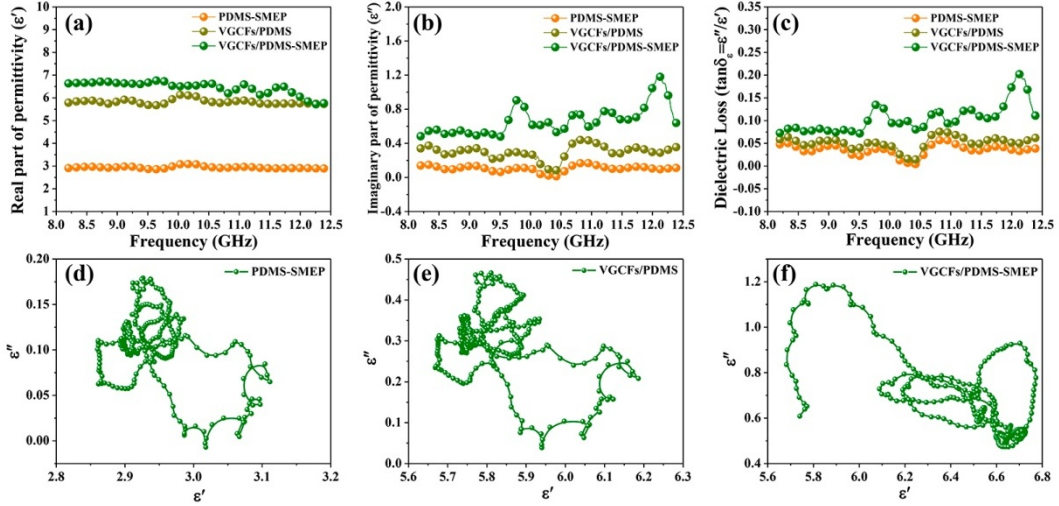 (a)
PDMS-SMEP
VGCFs/PDMS
VGCFs/PDMS-SMEP
Real part of permittivity (ε′)
10
9
8
7
6
5
4
3
2
1
8.0 8.5 9.0 9.5 10.0 10.5 11.0 11.5 12.0 12.5
Frequency (GHz)
(b)
PDMS-SMEP
VGCFs/PDMS
VGCFs/PDMS-SMEP
Imaginary part of permittivity (ε″)
2.0
1.6
1.2
0.8
0.4
0.0
-0.4
8.0 8.5 9.0 9.5 10.0 10.5 11.0 11.5 12.0 12.5
Frequency (GHz)
(c)
PDMS-SMEP
VGCFs/PDMS
VGCFs/PDMS-SMEP
Dielectric Loss (tanδε=ε″/ε′)
0.35
0.30
0.25
0.20
0.15
0.10
0.05
0.00
-0.05
-0.10
8.0 8.5 9.0 9.5 10.0 10.5 11.0 11.5 12.0 12.5
Frequency (GHz)
(d)
PDMS-SMEP
ε″
0.20
0.15
0.10
0.05
0.00
2.8 2.9 3.0 3.1 3.2
ε′
(e)
VGCFs/PDMS
ε″
0.5
0.4
0.3
0.2
0.1
0.0
5.6 5.7 5.8 5.9 6.0 6.1 6.2 6.3
ε′
(f)
VGCFs/PDMS-SMEP
ε″
1.2
1.0
0.8
0.6
0.4
5.6 5.8 6.0 6.2 6.4 6.6 6.8
ε′